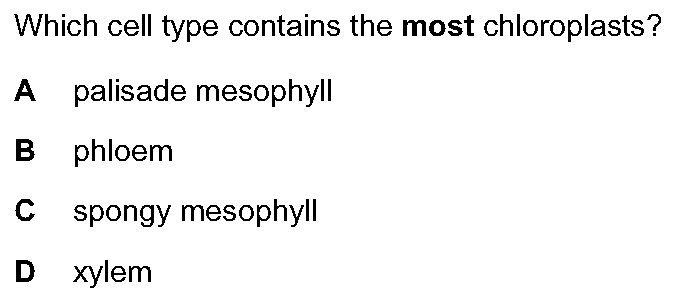 Which cell type contains the most chloroplasts?
A palisade mesophyll
B phloem
C spongy mesophyll
D xylem